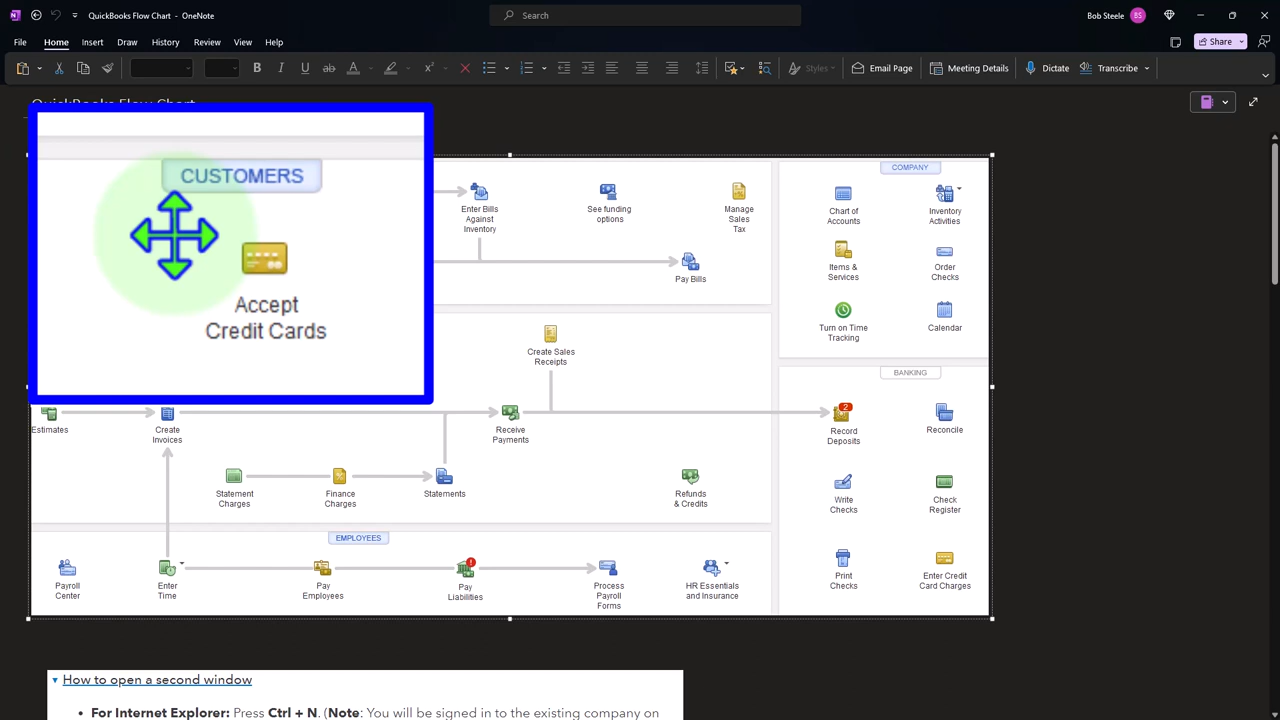 QuickBooks Flow Chart - OneNote
Search
Bob Steele
BS
File Home Insert Draw History Review View Help
Share
B I U ab A x
Styles
Email Page
Meeting Details
Dictate
Transcribe
QuickBooks Flow Chart
CUSTOMERS
Accept
Credit Cards
Enter Bills
Against
Inventory
See funding
options
Manage
Sales
Tax
Pay Bills
COMPANY
Chart of
Accounts
Inventory
Activities
Items &
Services
Order
Checks
Turn on Time
Tracking
Calendar
Create Sales
Receipts
BANKING
Estimates
Create
Invoices
Receive
Payments
2
Record
Deposits
Reconcile
Statement
Charges
Finance
Charges
Statements
Refunds
& Credits
Write
Checks
Check
Register
EMPLOYEES
Payroll
Center
Enter
Time
Pay
Employees
Pay
Liabilities
Process
Payroll
Forms
HR Essentials
and Insurance
Print
Checks
Enter Credit
Card Charges
How to open a second window
• For Internet Explorer: Press Ctrl + N. (Note: You will be signed in to the existing company on